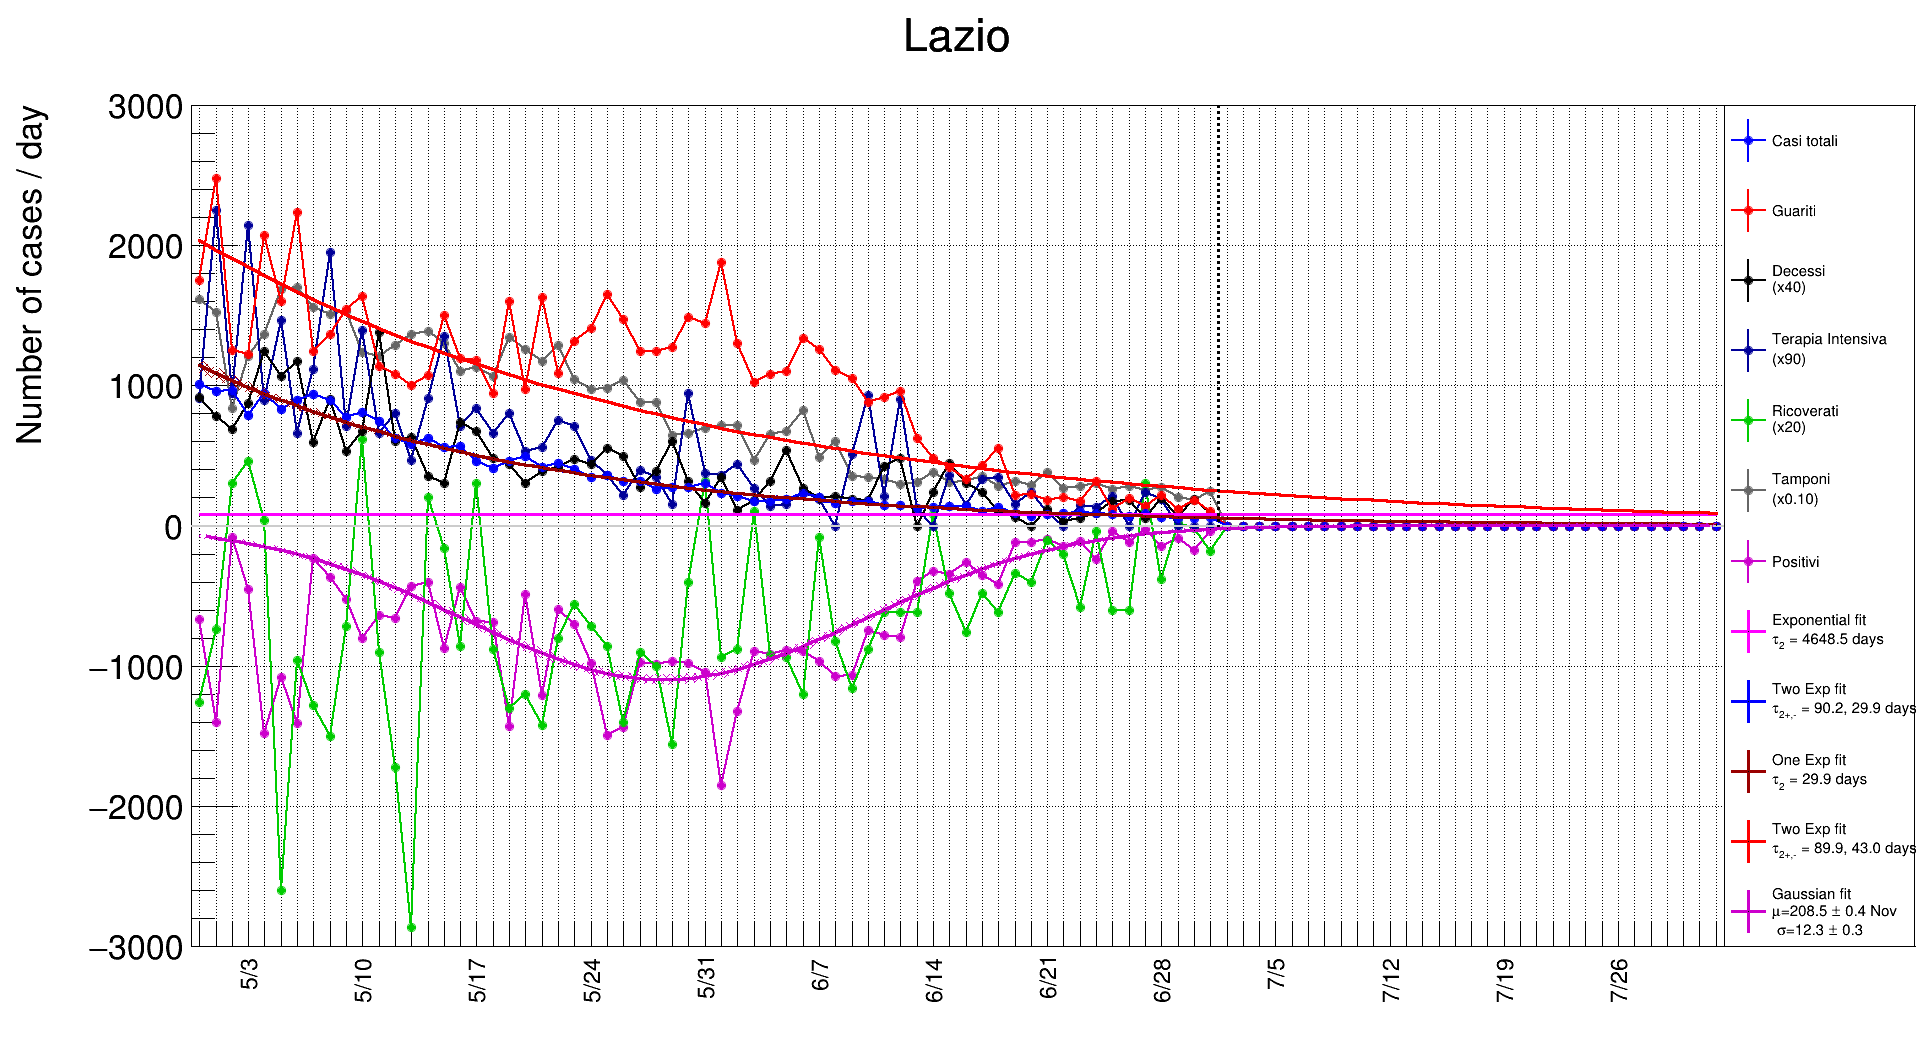 Lazio
Number of cases / day
3000
2000
1000
0
−1000
−2000
−3000
5/3
5/10
5/17
5/24
5/31
6/7
6/14
6/21
6/28
7/5
7/12
7/19
7/26
Casi totali
Guariti
Decessi
(x40)
Terapia Intensiva
(x90)
Ricoverati
(x20)
Tamponi
(x0.10)
Positivi
Exponential fit
τ2 = 4648.5 days
Two Exp fit
τ2+,- = 90.2, 29.9 days
One Exp fit
τ2 = 29.9 days
Two Exp fit
τ2+,- = 89.9, 43.0 days
Gaussian fit
μ=208.5 ± 0.4 Nov
σ=12.3 ± 0.3